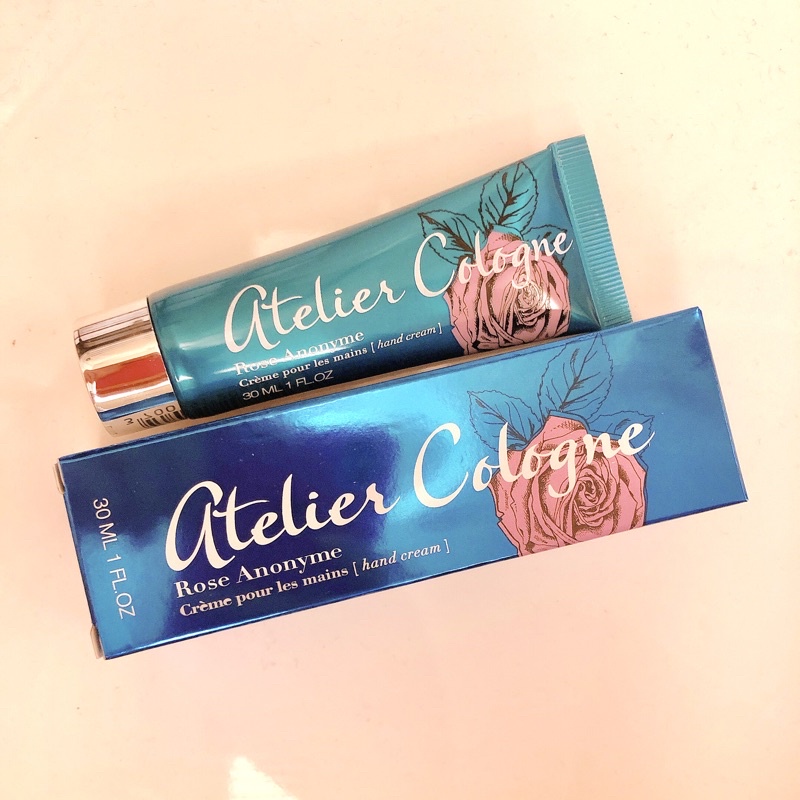 Atelier Cologne
Rose Anonyme
Crème pour les mains [ hand cream ]
30 ML 1 FL.OZ
Atelier Cologne
Rose Anonyme
Crème pour les mains [ hand cream ]
30 ML 1 FL.OZ